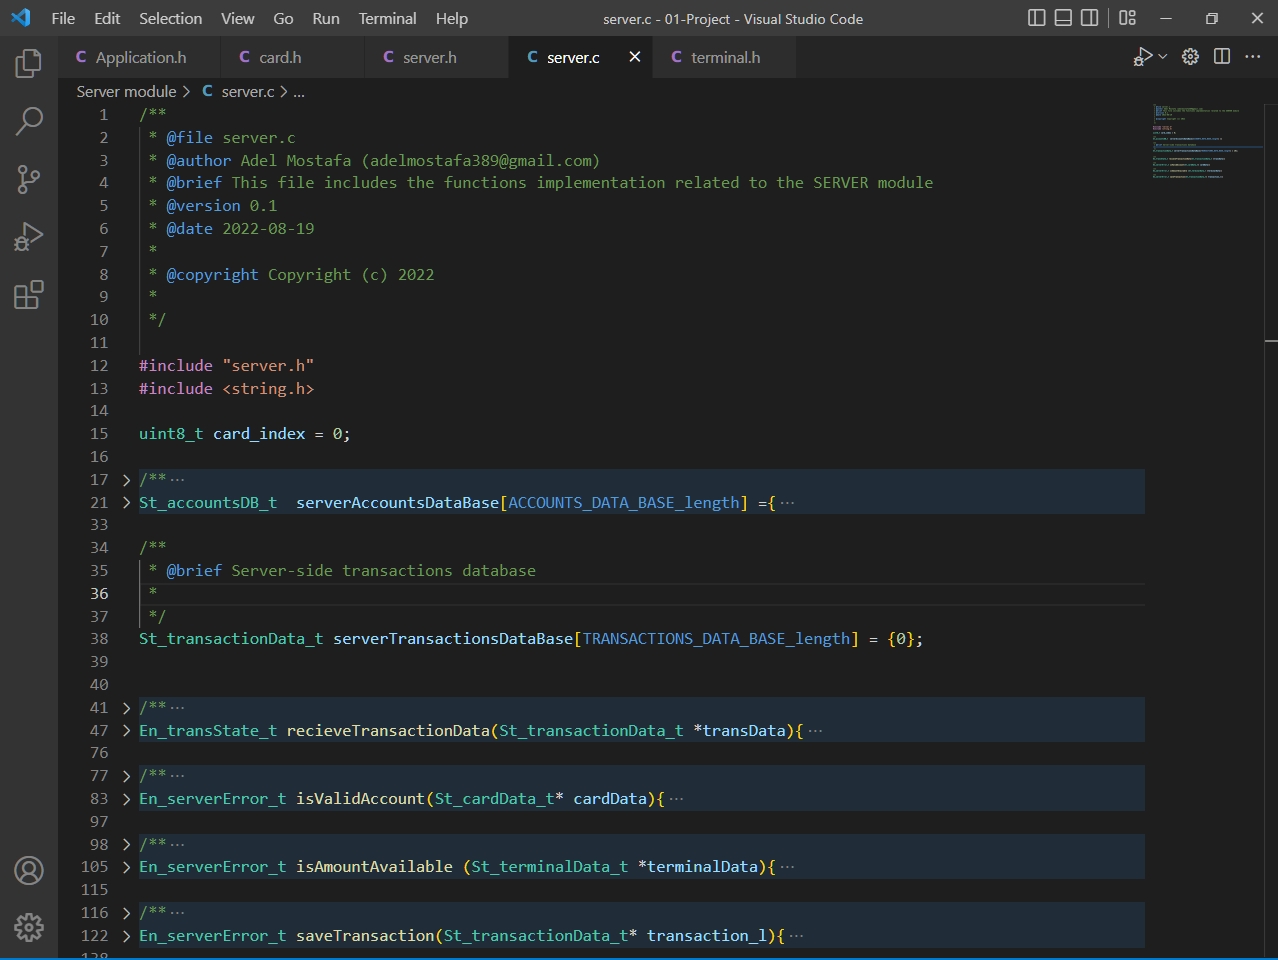 File Edit Selection View Go Run Terminal Help server.c - 01-Project - Visual Studio Code
C Application.h C card.h C server.h C server.c C terminal.h
Server module > C server.c > ...
1 /**
2 * @file server.c
3 * @author Adel Mostafa (adelmostafa389@gmail.com)
4 * @brief This file includes the functions implementation related to the SERVER module
5 * @version 0.1
6 * @date 2022-08-19
7 *
8 * @copyright Copyright (c) 2022
9 *
10 */
11
12 #include "server.h"
13 #include <string.h>
14
15 uint8_t card_index = 0;
16
17 > /** ...
21 > St_accountsDB_t serverAccountsDataBase[ACCOUNTS_DATA_BASE_length] ={ ...
33
34 /**
35 * @brief Server-side transactions database
36 *
37 */
38 St_transactionData_t serverTransactionsDataBase[TRANSACTIONS_DATA_BASE_length] = {0};
39
40
41 > /** ...
47 > En_transState_t recieveTransactionData(St_transactionData_t *transData){ ...
76
77 > /** ...
83 > En_serverError_t isValidAccount(St_cardData_t* cardData){ ...
97
98 > /** ...
105 > En_serverError_t isAmountAvailable (St_terminalData_t *terminalData){ ...
115
116 > /** ...
122 > En_serverError_t saveTransaction(St_transactionData_t* transaction_l){ ...